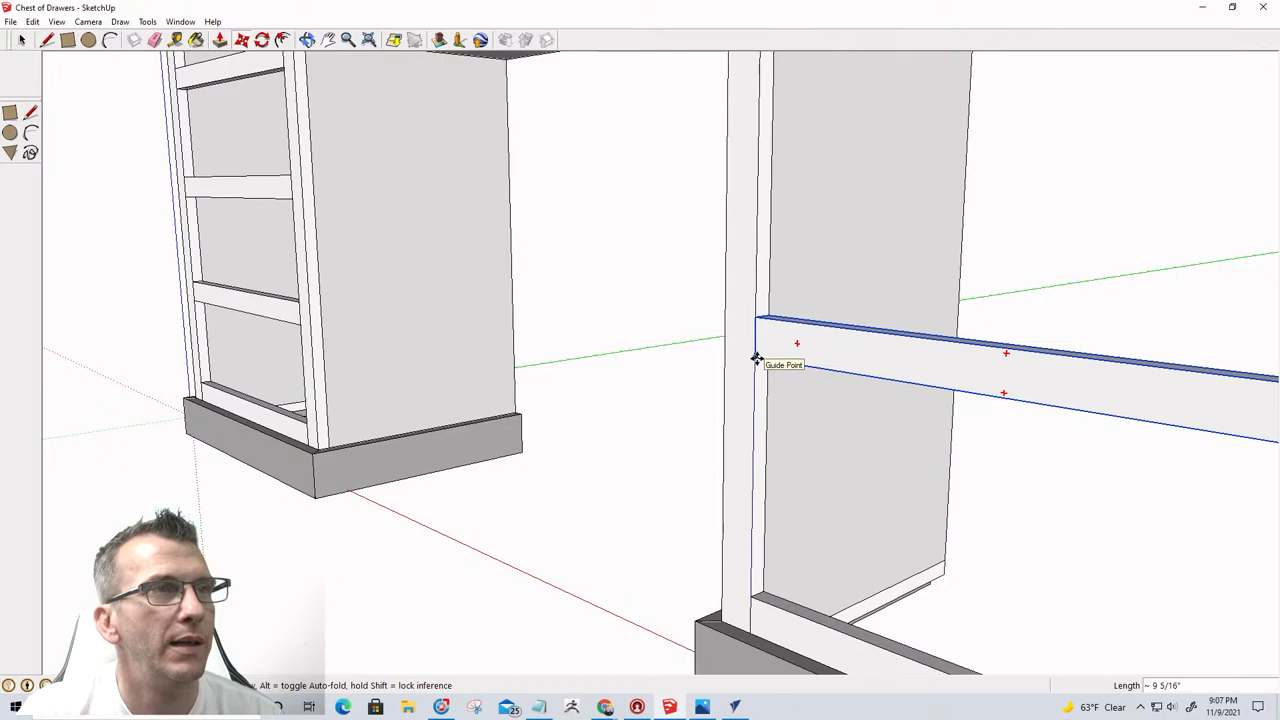 Chest of Drawers - SketchUp
File Edit View Camera Draw Tools Window Help
Guide Point
Alt = toggle Auto-fold, hold Shift = lock inference
Length ~ 9 5/16"
25
63°F Clear
9:07 PM
11/9/2021